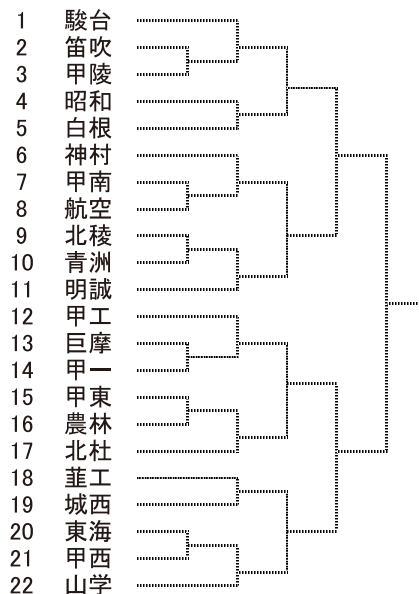 1 駿台
2 笛吹
3 甲陵
4 昭和
5 白根
6 神村
7 甲南
8 航空
9 北稜
10 青洲
11 明誠
12 甲工
13 巨摩
14 甲一
15 甲東
16 農林
17 北杜
18 韮工
19 城西
20 東海
21 甲西
22 山学